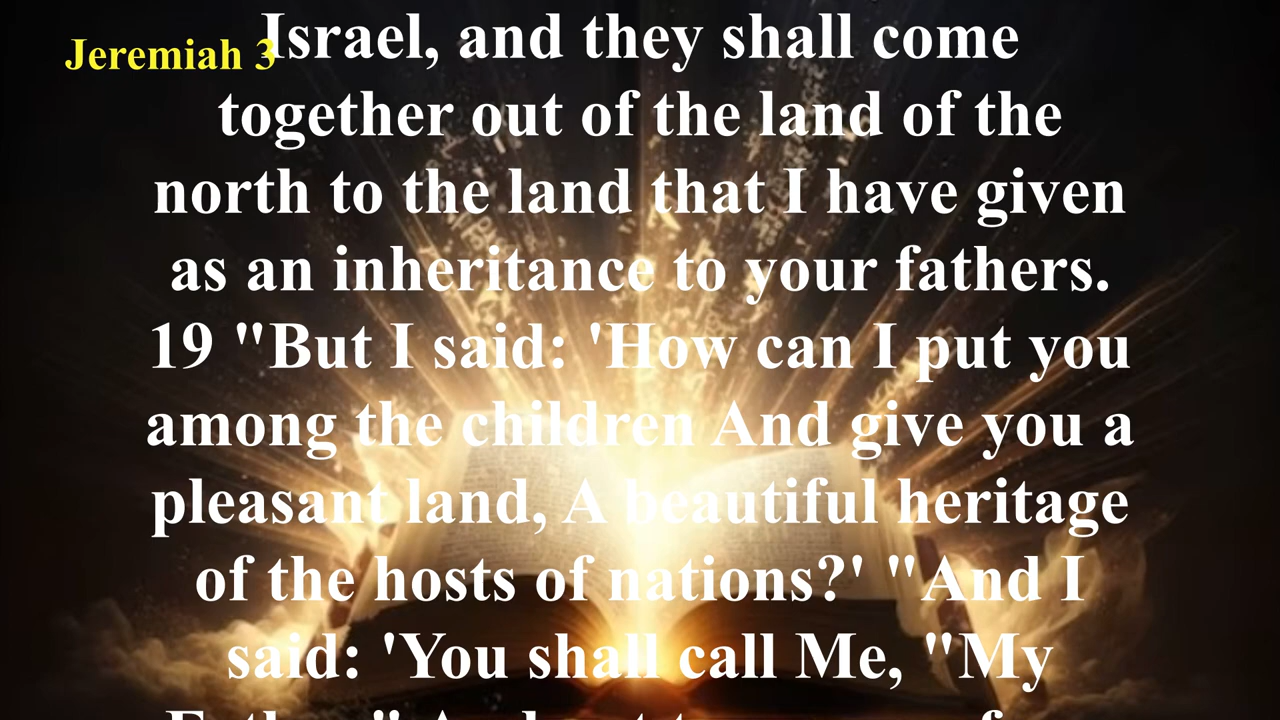 Jeremiah 3
Israel, and they shall come
together out of the land of the
north to the land that I have given
as an inheritance to your fathers.
19 "But I said: 'How can I put you
among the children And give you a
pleasant land, A beautiful heritage
of the hosts of nations?' "And I
said: 'You shall call Me, "My